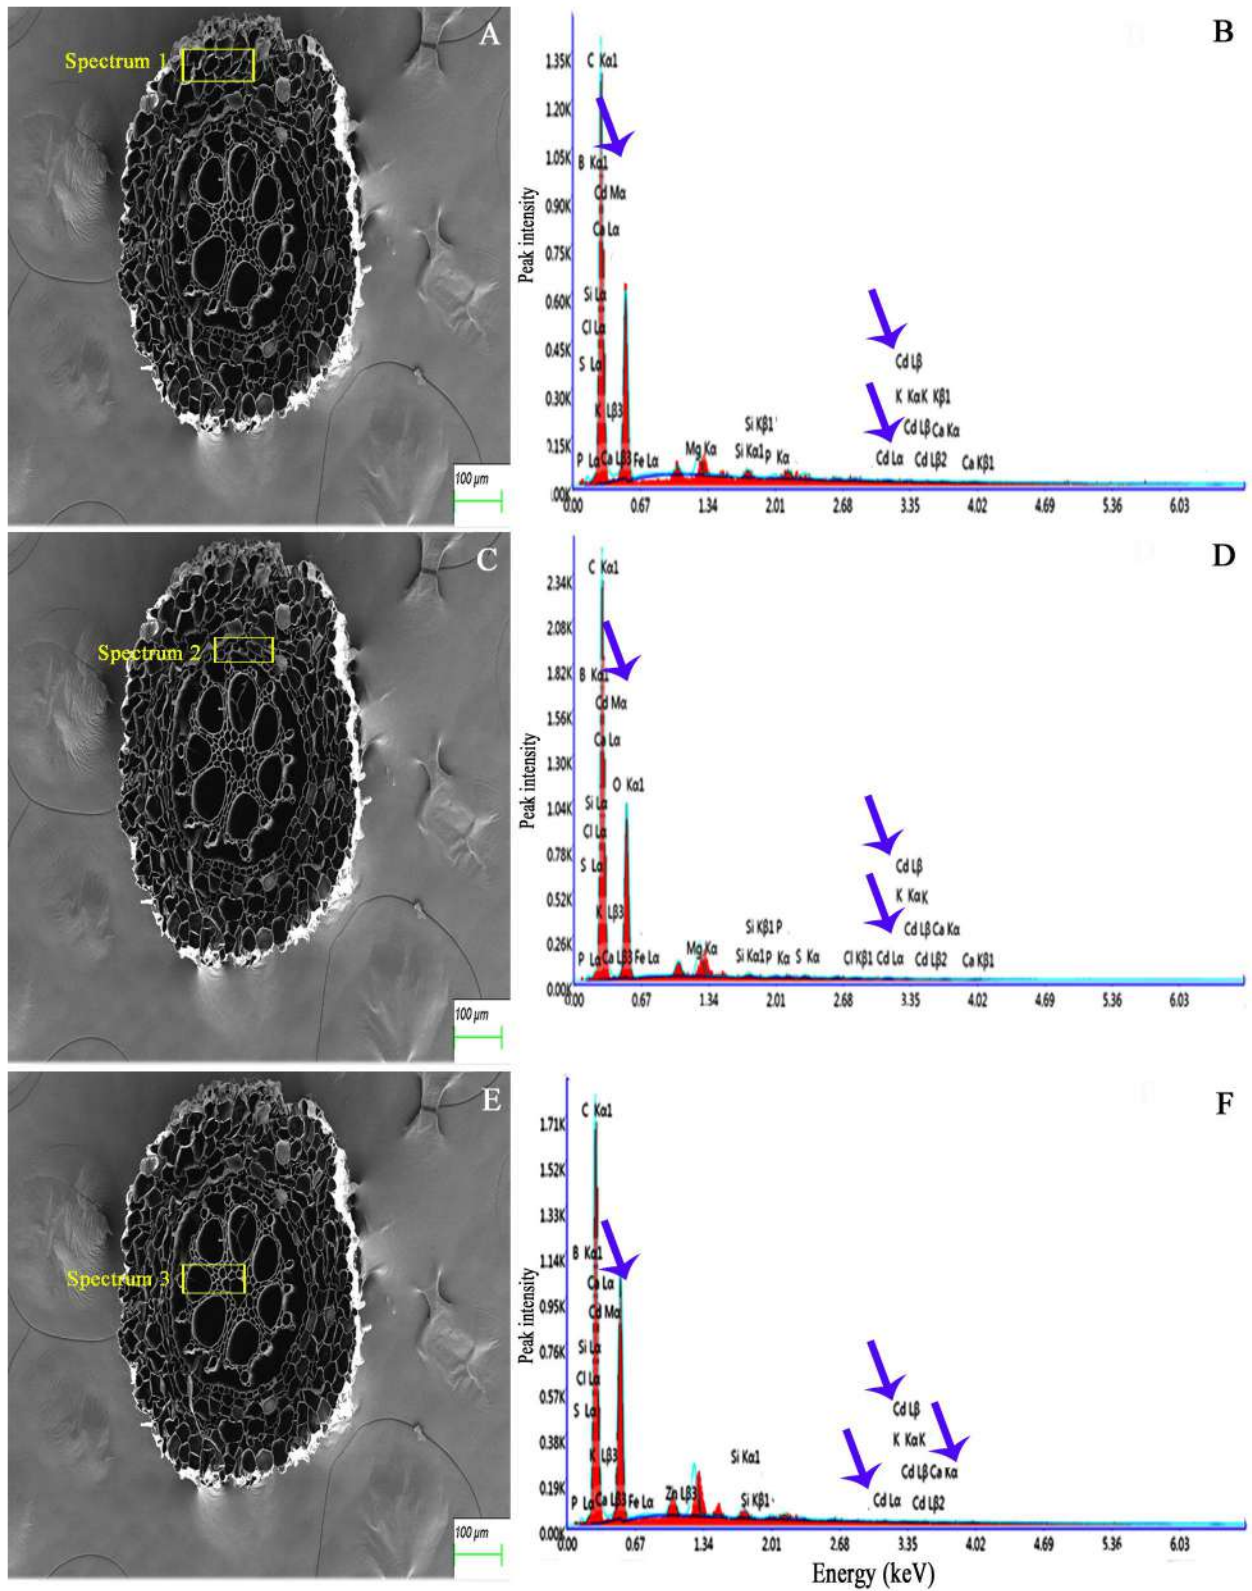 A
Spectrum 1
100 µm
B
Peak intensity
1.35K
1.20K
1.05K
0.90K
0.75K
0.60K
0.45K
0.30K
0.15K
.00K
C Kα1
B Kα1
Cd Mα
Ca Lα
Si Lα
Cl Lα
S Lα
K Lβ3
P Lα Ca Lβ3 Fe Lα
Mg Kα
Si Kβ1
Si Kα1 P Kα
Cd Lβ
K KαK Kβ1
Cd Lβ Ca Kα
Cd Lα Cd Lβ2 Ca Kβ1
0.00 0.67 1.34 2.01 2.68 3.35 4.02 4.69 5.36 6.03
C
Spectrum 2
100 µm
D
Peak intensity
2.34K
2.08K
1.82K
1.56K
1.30K
1.04K
0.78K
0.52K
0.26K
0.00K
C Kα1
B Kα1
Cd Mα
Ca Lα
O Kα1
Si Lα
Cl Lα
S Lα
K Lβ3
P Lα Ca Lβ3 Fe Lα
Mg Kα
Si Kβ1 P
Si Kα1 P Kα S Kα
Cd Lβ
K KαK
Cd Lβ Ca Kα
Cl Kβ1 Cd Lα Cd Lβ2 Ca Kβ1
0.00 0.67 1.34 2.01 2.68 3.35 4.02 4.69 5.36 6.03
E
Spectrum 3
100 µm
F
Peak intensity
1.71K
1.52K
1.33K
1.14K
0.95K
0.76K
0.57K
0.38K
0.19K
0.00K
C Kα1
B Kα1
Ca Lα
Cd Mα
Si Lα
Cl Lα
S Lα
K Lβ3
P Lα Ca Lβ3 Fe Lα
Zn Lβ3
Si Kα1
Si Kβ1
Cd Lβ
K KαK
Cd Lβ Ca Kα
Cd Lα Cd Lβ2
0.00 0.67 1.34 2.01 2.68 3.35 4.02 4.69 5.36 6.03
Energy (keV)